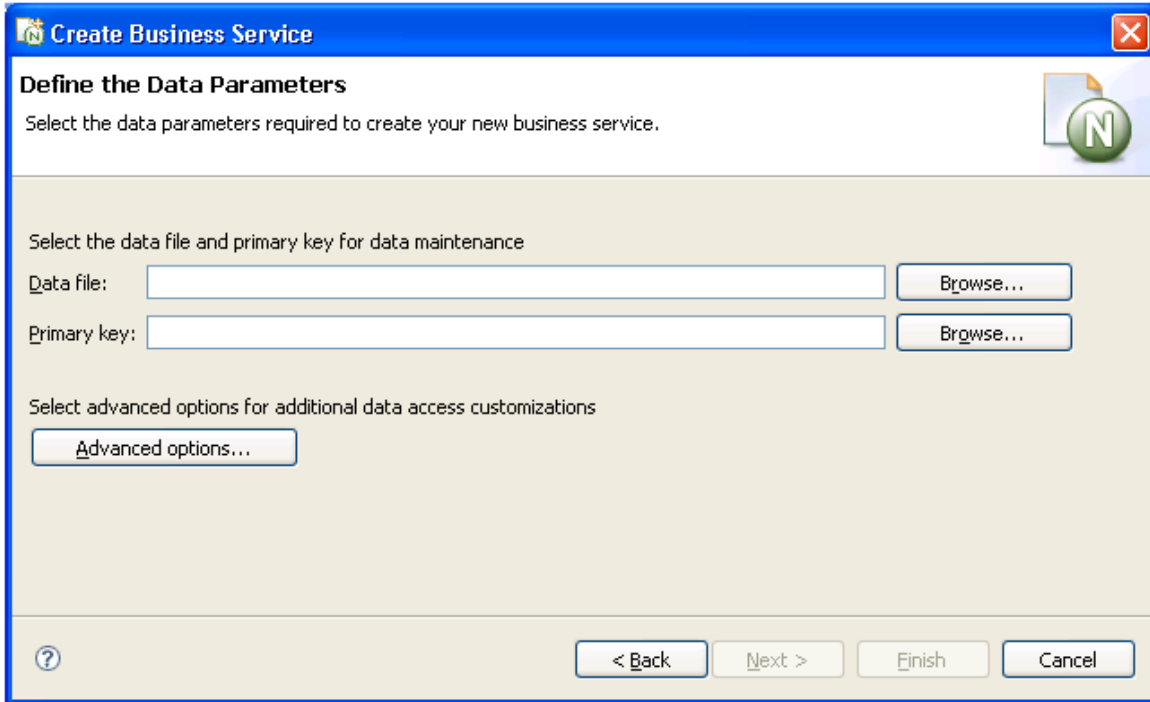 Create Business Service
Define the Data Parameters
Select the data parameters required to create your new business service.
N
Select the data file and primary key for data maintenance
Data file: Browse...
Primary key: Browse...
Select advanced options for additional data access customizations
Advanced options...
? < Back Next > Finish Cancel